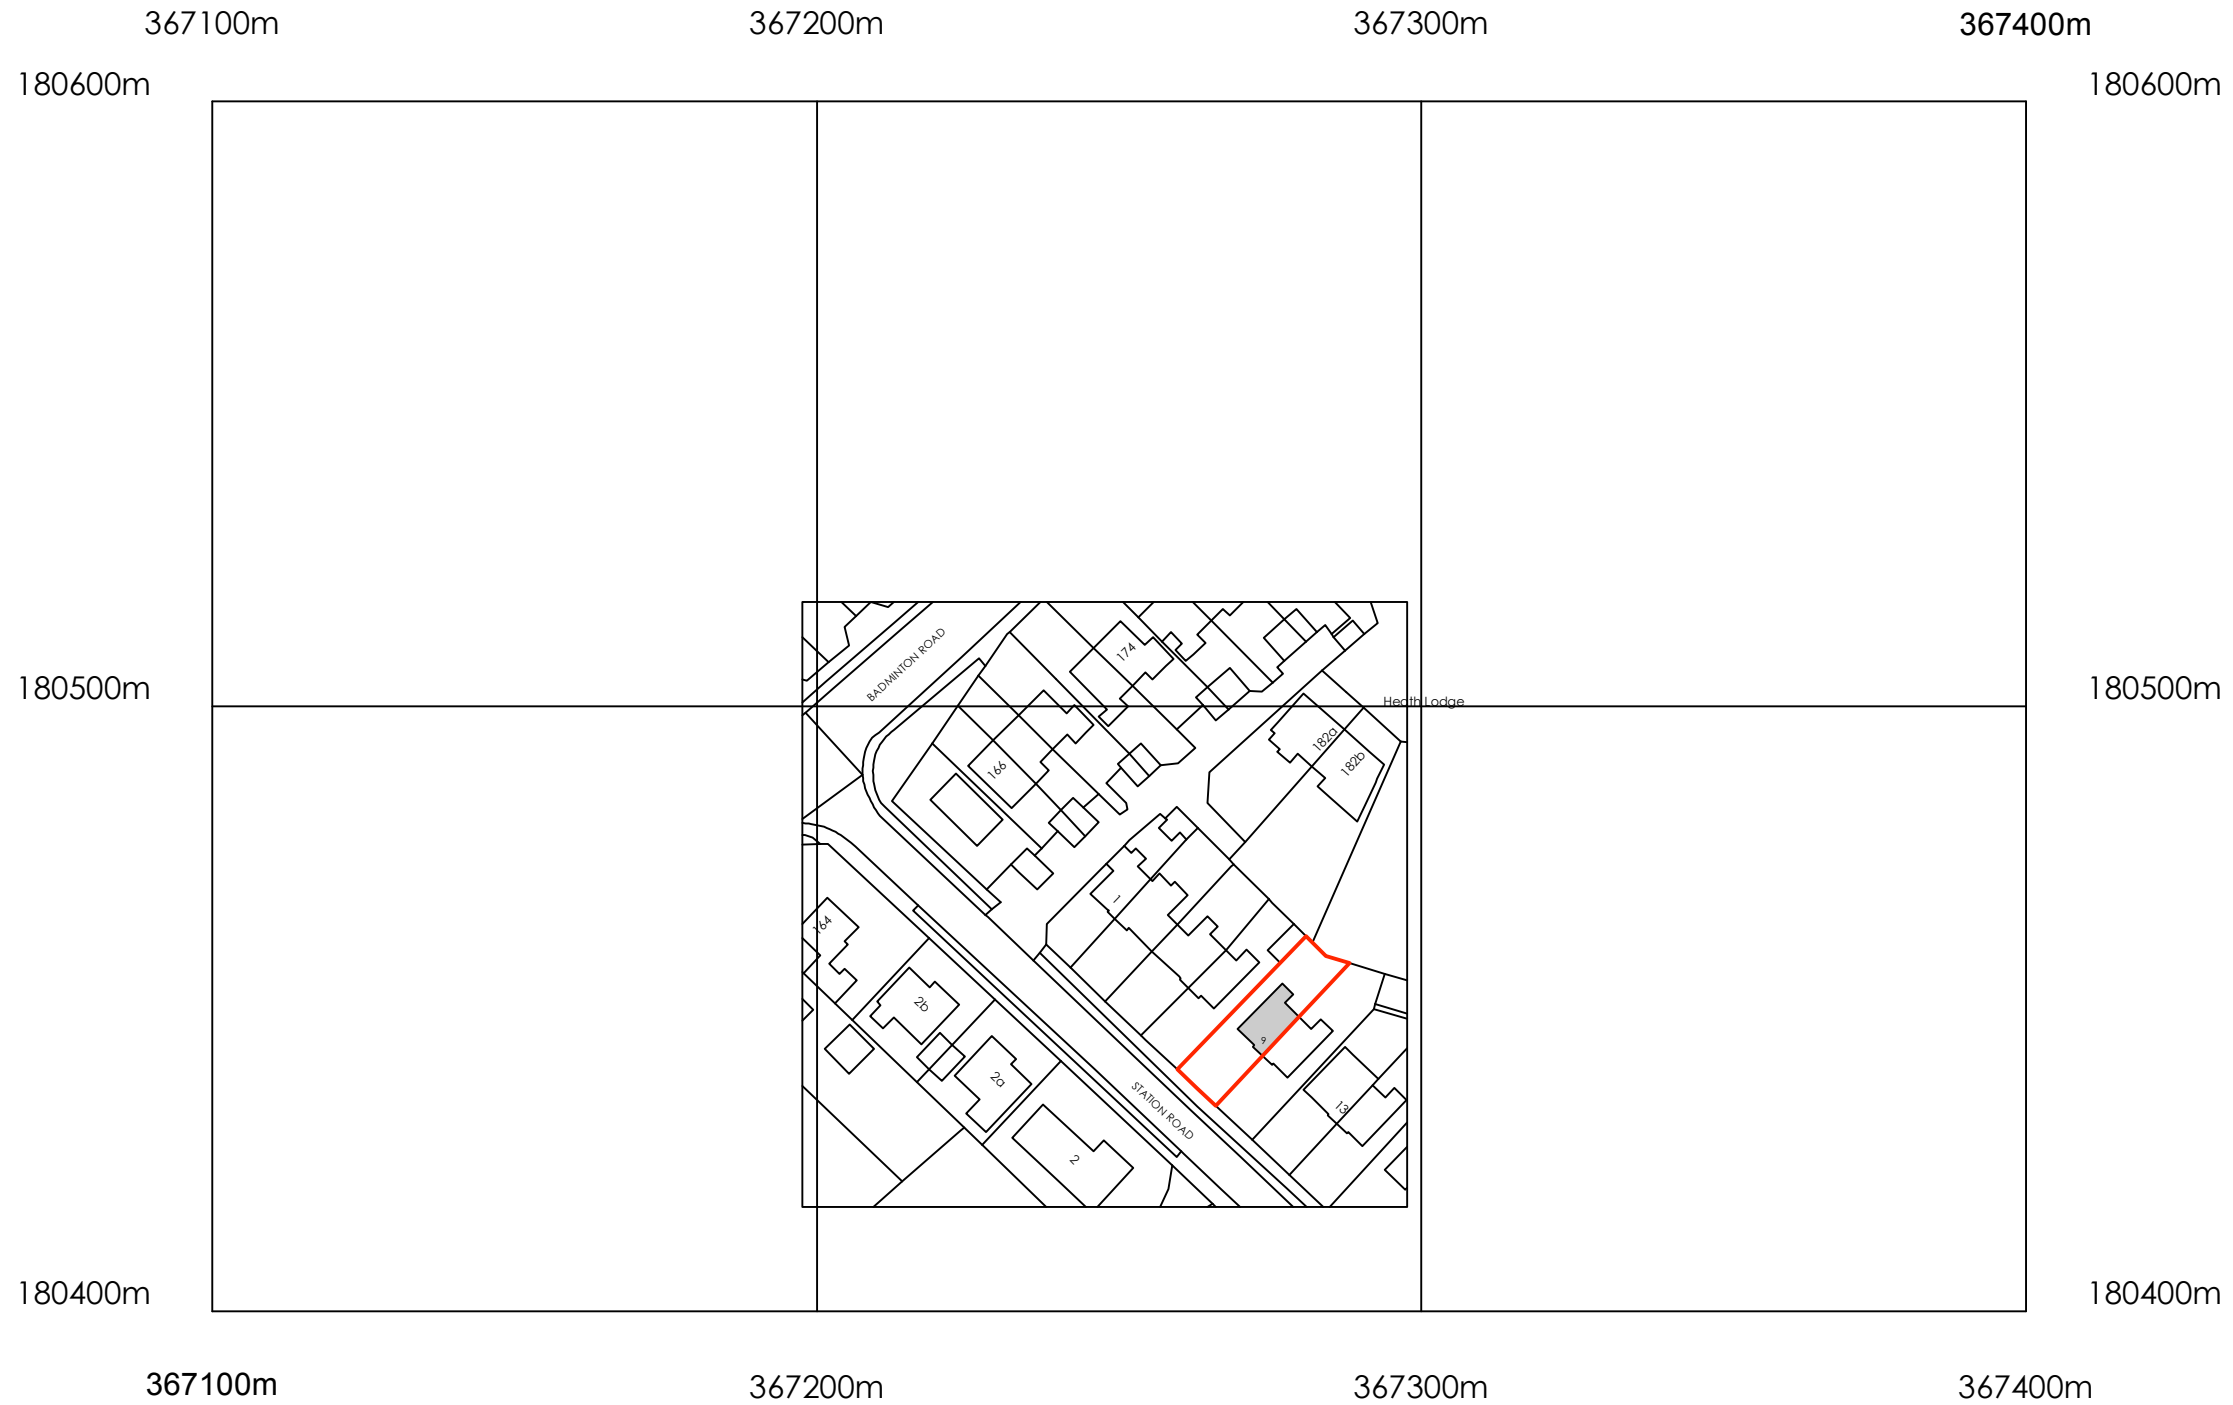 367100m 367200m 367300m 367400m
180600m 180600m
BADMINTON ROAD
174
180500m Heath Lodge 180500m
182a
166
182b
1
164
2b
9
2a
STATION ROAD
13
2
180400m 180400m
367100m 367200m 367300m 367400m